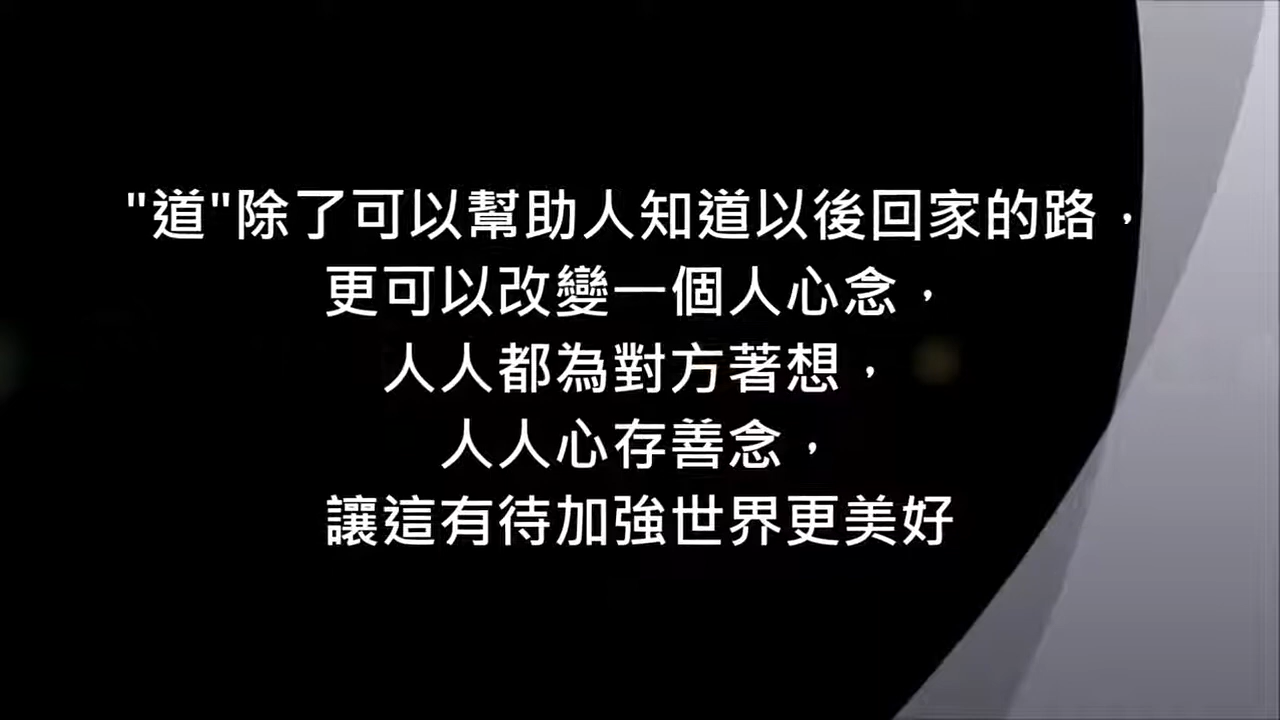 "道"除了可以幫助人知道以後回家的路，
更可以改變一個人心念，
人人都為對方著想，
人人心存善念，
讓這有待加強世界更美好